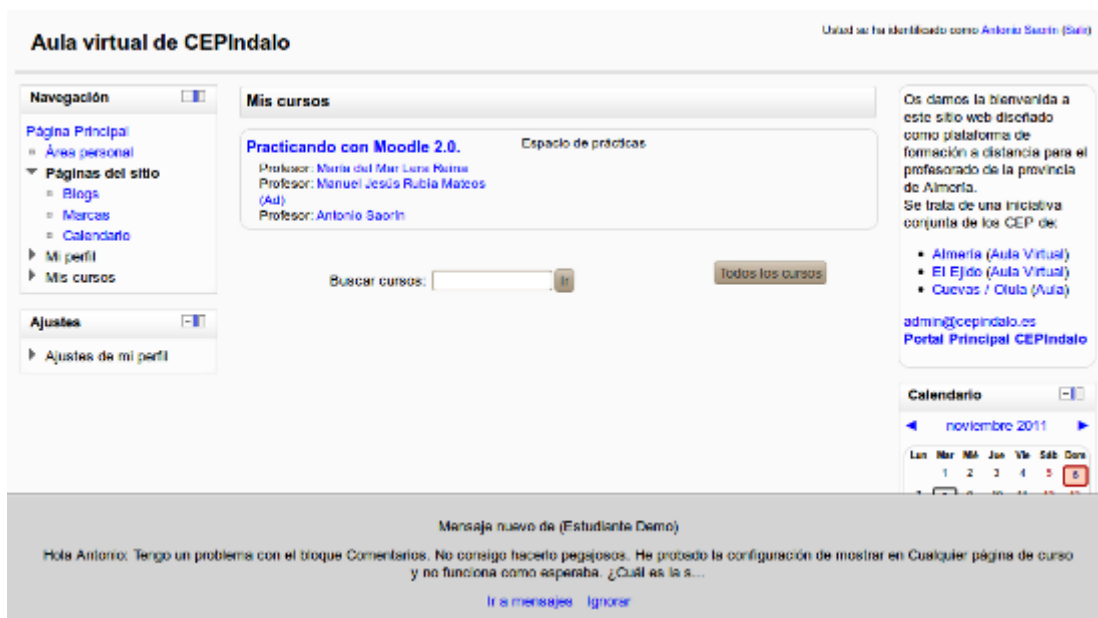 Aula virtual de CEPIndalo
Usted se ha identificado como Antonio Saorín (Salir)
Navegación
Página Principal
Área personal
Páginas del sitio
Blogs
Marcas
Calendario
Mi perfil
Mis cursos
Ajustes
Ajustes de mi perfil
Mis cursos
Practicando con Moodle 2.0.
Espacio de prácticas
Profesor: María del Mar Lara Reina
Profesor: Manuel Jesús Rubia Mateos
(Ad)
Profesor: Antonio Saorín
Buscar cursos:
Ir
Todos los cursos
Os damos la bienvenida a
este sitio web diseñado
como plataforma de
formación a distancia para el
profesorado de la provincia
de Almería.
Se trata de una iniciativa
conjunta de los CEP de:
Almería (Aula Virtual)
El Ejido (Aula Virtual)
Cuevas / Olula (Aula)
admin@cepindalo.es
Portal Principal CEPIndalo
Calendario
noviembre 2011
Lun Mar Mié Jue Vie Sáb Dom
1 2 3 4 5 6
Mensaje nuevo de (Estudiante Demo)
Hola Antonio: Tengo un problema con el bloque Comentarios. No consigo hacerlo pegajosos. He probado la configuración de mostrar en Cualquier página de curso
y no funciona como esperaba. ¿Cuál es la s...
Ir a mensajes Ignorar